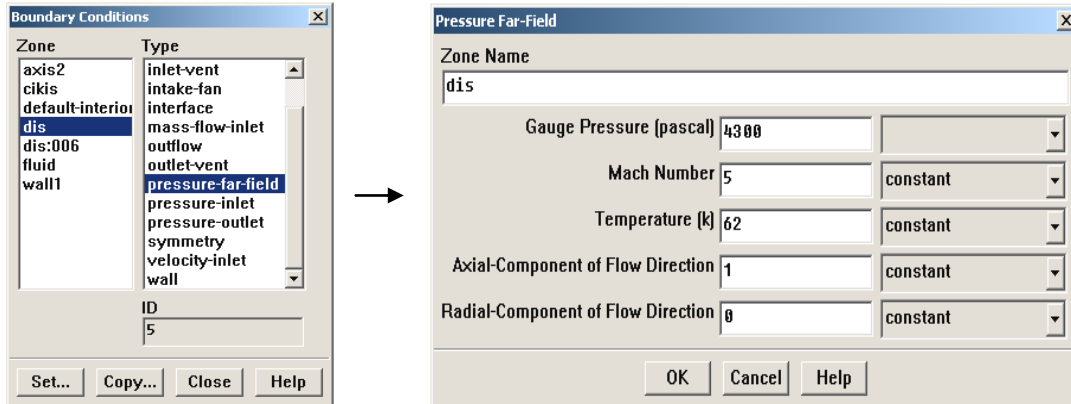 Boundary Conditions
Zone
axis2
cikis
default-interior
dis
dis:006
fluid
wall1
Type
inlet-vent
intake-fan
interface
mass-flow-inlet
outflow
outlet-vent
pressure-far-field
pressure-inlet
pressure-outlet
symmetry
velocity-inlet
wall
ID
5
Set... Copy... Close Help
Pressure Far-Field
Zone Name
dis
Gauge Pressure (pascal) 4300
Mach Number 5 constant
Temperature (k) 62 constant
Axial-Component of Flow Direction 1 constant
Radial-Component of Flow Direction 0 constant
OK Cancel Help